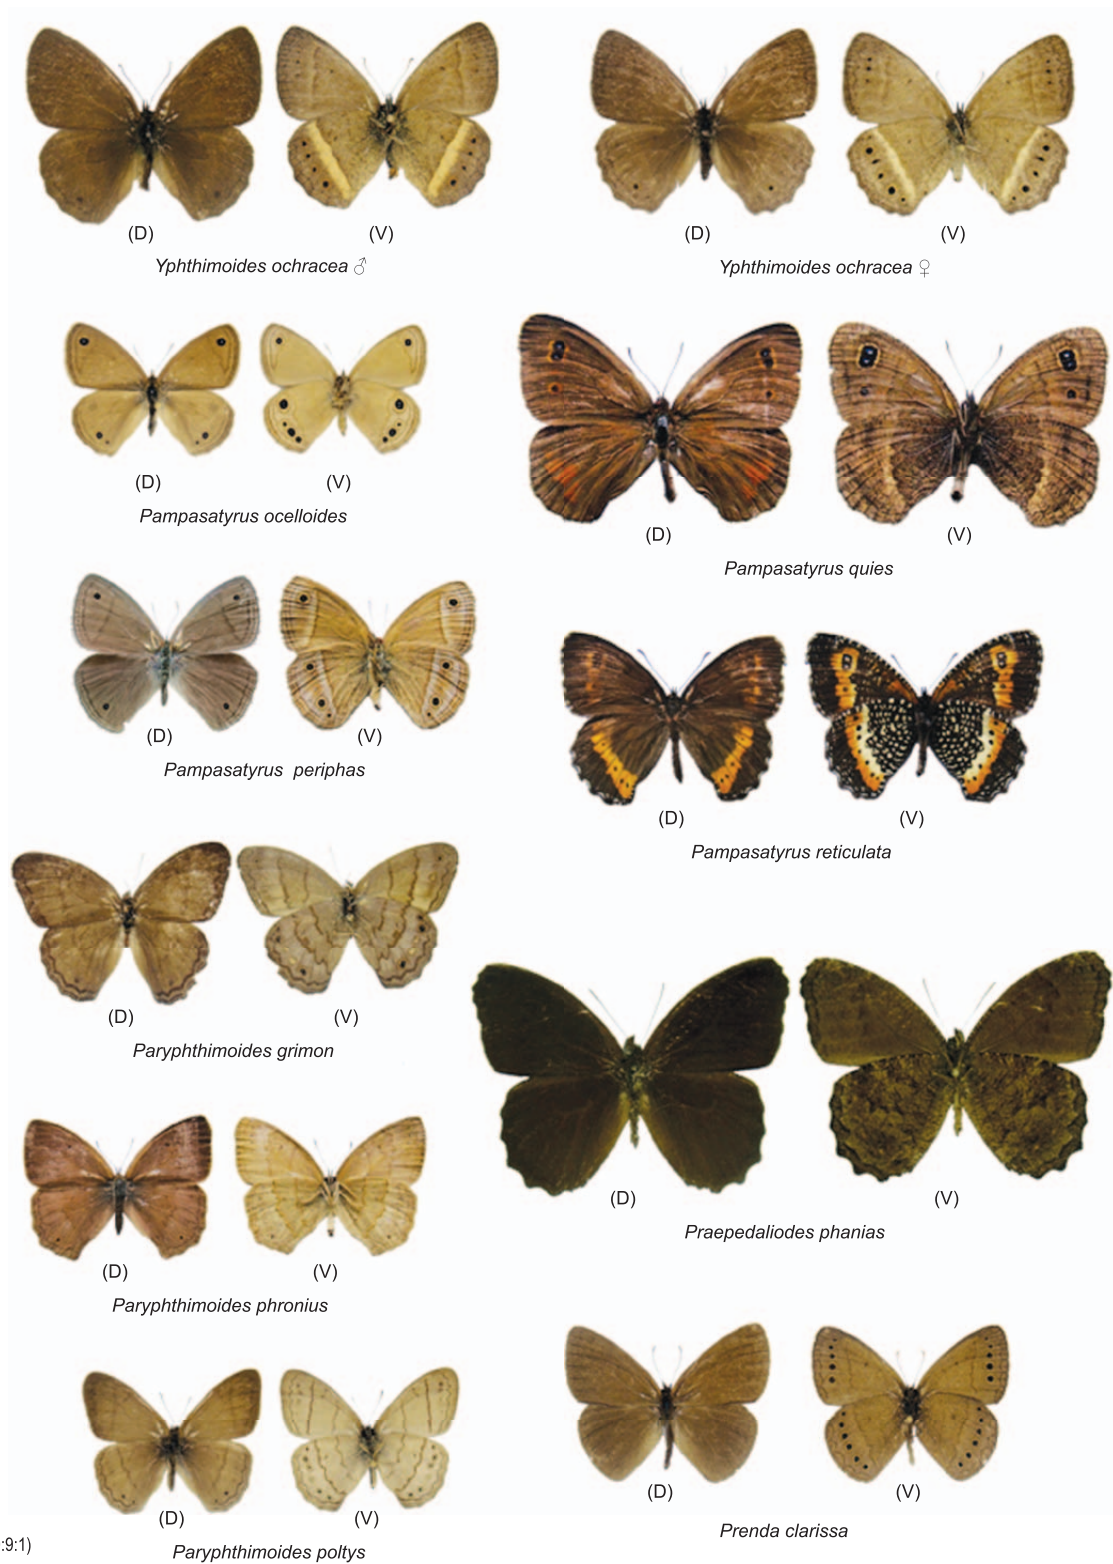 (D) (V) (D) (V)
Yphthimoides ochracea ♂ Yphthimoides ochracea ♀
(D) (V)
Pampasatyrus ocelloides
(D) (V)
Pampasatyrus quies
(D) (V)
Pampasatyrus periphas
(D) (V)
Pampasatyrus reticulata
(D) (V)
Paryphthimoides grimon
(D) (V)
Praepedaliodes phanias
(D) (V)
Paryphthimoides phronius
(D) (V)
Prenda clarissa
(D) (V)
Paryphthimoides poltys
:9:1)